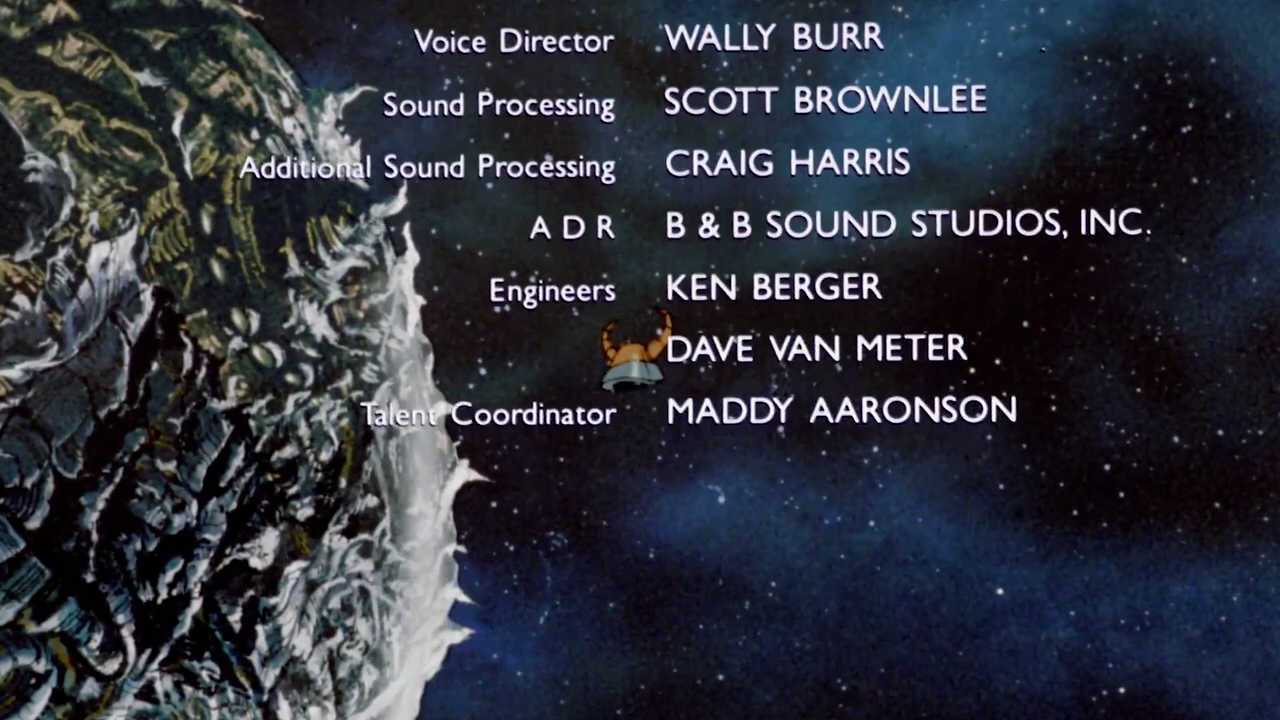 Voice Director WALLY BURR
Sound Processing SCOTT BROWNLEE
Additional Sound Processing CRAIG HARRIS
A D R B & B SOUND STUDIOS, INC.
Engineers KEN BERGER
DAVE VAN METER
Talent Coordinator MADDY AARONSON